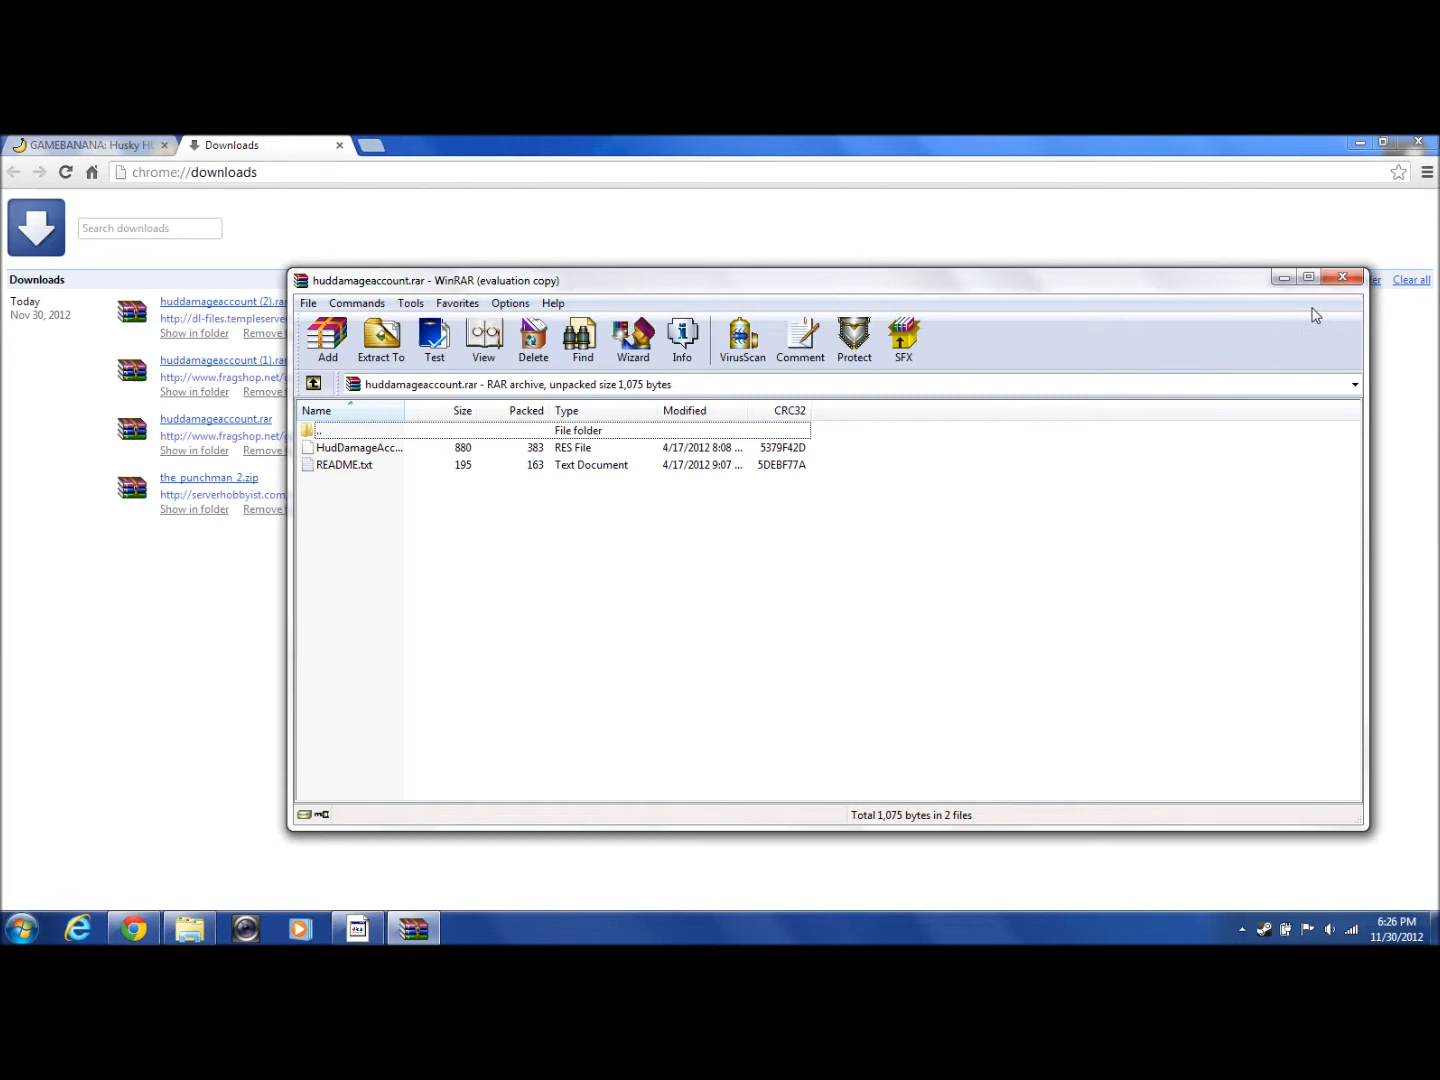 GAMEBANANA: Husky H
Downloads
chrome://downloads
Search downloads
Downloads
Clear all
Today
Nov 30, 2012
huddamageaccount (2).rar
http://dl-files.templeserver
Show in folder Remove
huddamageaccount (1).rar
http://www.fragshop.net/
Show in folder Remove
huddamageaccount.rar
http://www.fragshop.net/
Show in folder Remove
the_punchman_2.zip
http://serverhobbyist.com
Show in folder Remove
huddamageaccount.rar - WinRAR (evaluation copy)
File Commands Tools Favorites Options Help
Add Extract To Test View Delete Find Wizard Info VirusScan Comment Protect SFX
huddamageaccount.rar - RAR archive, unpacked size 1,075 bytes
Name Size Packed Type Modified CRC32
.. File folder
HudDamageAcc... 880 383 RES File 4/17/2012 8:08 ... 5379F42D
README.txt 195 163 Text Document 4/17/2012 9:07 ... 5DEBF77A
Total 1,075 bytes in 2 files
6:26 PM
11/30/2012